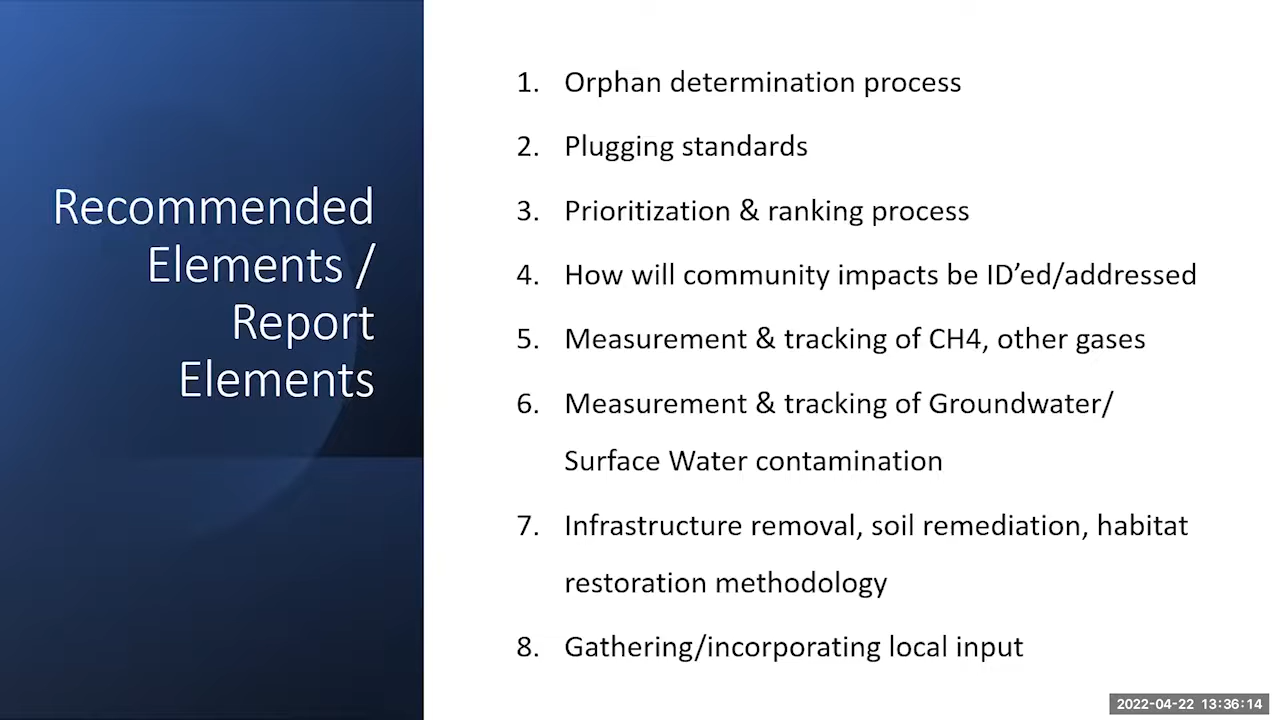 Recommended
Elements /
Report
Elements
1. Orphan determination process
2. Plugging standards
3. Prioritization & ranking process
4. How will community impacts be ID’ed/addressed
5. Measurement & tracking of CH4, other gases
6. Measurement & tracking of Groundwater/
Surface Water contamination
7. Infrastructure removal, soil remediation, habitat
restoration methodology
8. Gathering/incorporating local input
2022-04-22 13:36:14